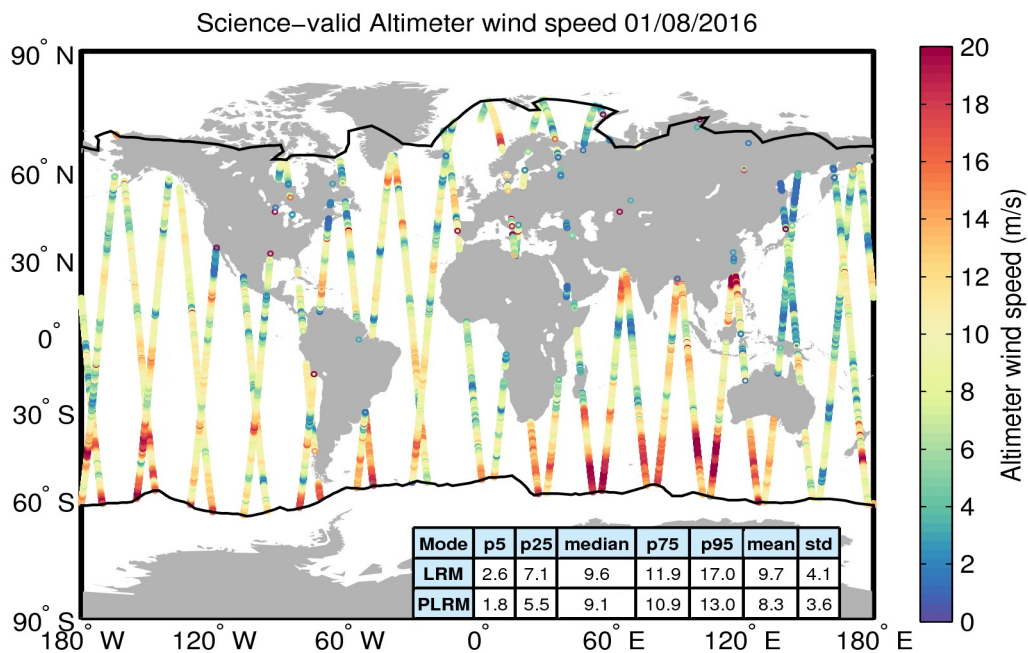 Science-valid Altimeter wind speed 01/08/2016
90° N
60° N
30° N
0°
30° S
60° S
90° S
180° W
120° W
60° W
0°
60° E
120° E
180° E
Mode p5 p25 median p75 p95 mean std
LRM 2.6 7.1 9.6 11.9 17.0 9.7 4.1
PLRM 1.8 5.5 9.1 10.9 13.0 8.3 3.6
20
18
16
14
12
10
8
6
4
2
0
Altimeter wind speed (m/s)